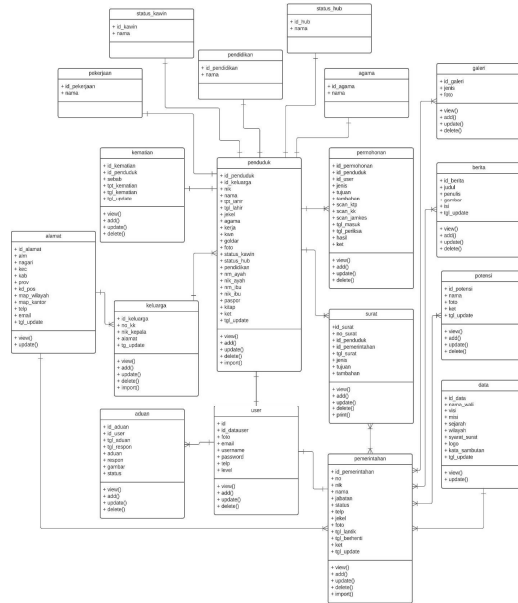 status_kawin
+ id_kawin
+ nama
status_hub
+ id_hub
+ nama
pendidikan
+ id_pendidikan
+ nama
pekerjaan
+ id_pekerjaan
+ nama
agama
+ id_agama
+ nama
galeri
+ id_galeri
+ jenis
+ foto
+ view()
+ add()
+ update()
+ delete()
kematian
+ id_kematian
+ id_penduduk
+ sebab
+ tpt_kematian
+ tgl_kematian
+ tgl_update
+ view()
+ add()
+ update()
+ delete()
penduduk
+ id_penduduk
+ id_keluarga
+ nik
+ nama
+ tpt_lahir
+ tgl_lahir
+ jekel
+ agama
+ kerja
+ kwn
+ goldar
+ foto
+ status_kawin
+ status_hub
+ pendidikan
+ nm_ayah
+ nik_ayah
+ nm_ibu
+ nik_ibu
+ paspor
+ kitap
+ ket
+ tgl_update
+ view()
+ add()
+ update()
+ delete()
+ import()
permohonan
+ id_permohonan
+ id_penduduk
+ id_user
+ jenis
+ tujuan
+ tambahan
+ scan_ktp
+ scan_kk
+ scan_jamkes
+ tgl_masuk
+ tgl_periksa
+ hasil
+ ket
+ view()
+ add()
+ update()
+ delete()
berita
+ id_berita
+ judul
+ penulis
+ gambar
+ isi
+ tgl_update
+ view()
+ add()
+ update()
+ delete()
alamat
+ id_alamat
+ alm
+ nagari
+ kec
+ kab
+ prov
+ kd_pos
+ map_wilayah
+ map_kantor
+ telp
+ email
+ tgl_update
+ view()
+ update()
keluarga
+ id_keluarga
+ no_kk
+ nik_kepala
+ alamat
+ tg_update
+ view()
+ add()
+ update()
+ delete()
potensi
+ id_potensi
+ nama
+ foto
+ ket
+ tgl_update
+ view()
+ add()
+ update()
+ delete()
surat
+id_surat
+ no_surat
+ id_penduduk
+ id_pemerintahan
+ tgl_surat
+ jenis
+ tujuan
+ tambahan
+ view()
+ add()
+ update()
+ delete()
+ print()
data
+ id_data
+ nama_wali
+ visi
+ misi
+ sejarah
+ wilayah
+ syarat_surat
+ logo
+ kata_sambutan
+ tgl_update
+ view()
+ update()
aduan
+ id_aduan
+ id_user
+ tgl_aduan
+ tgl_respon
+ aduan
+ respon
+ gambar
+ status
+ view()
+ add()
+ update()
+ delete()
user
+ id
+ id_datauser
+ foto
+ email
+ username
+ password
+ telp
+ level
+ view()
+ add()
+ update()
+ delete()
pemerintahan
+ id_pemerintahan
+ no
+ nik
+ nama
+ jabatan
+ status
+ telp
+ jekel
+ foto
+ tgl_lantik
+ tgl_berhenti
+ ket
+ tgl_update
+ view()
+ add()
+ update()
+ delete()
+ import()